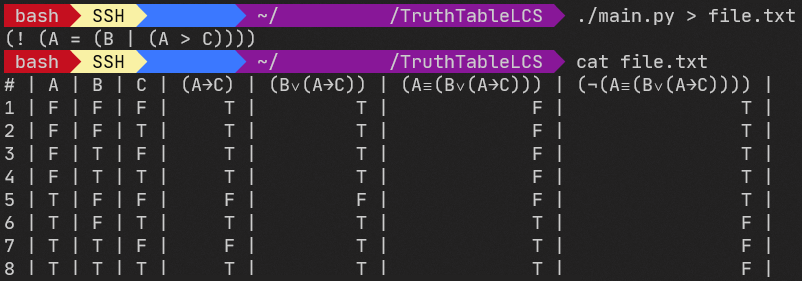 bash SSH ~/ /TruthTableLCS ./main.py > file.txt
(! (A = (B | (A > C))))
bash SSH ~/ /TruthTableLCS cat file.txt
# | A | B | C | (A→C) | (B∨(A→C)) | (A≡(B∨(A→C))) | (¬(A≡(B∨(A→C)))) |
1 | F | F | F | T | T | F | T |
2 | F | F | T | T | T | F | T |
3 | F | T | F | T | T | F | T |
4 | F | T | T | T | T | F | T |
5 | T | F | F | F | F | F | T |
6 | T | F | T | T | T | T | F |
7 | T | T | F | F | T | T | F |
8 | T | T | T | T | T | T | F |